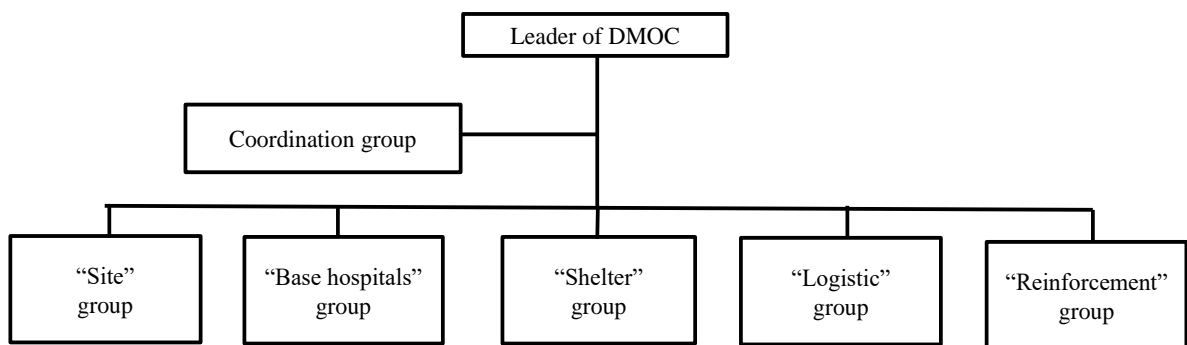 Leader of DMOC
Coordination group
“Site”
group
“Base hospitals”
group
“Shelter”
group
“Logistic”
group
“Reinforcement”
group